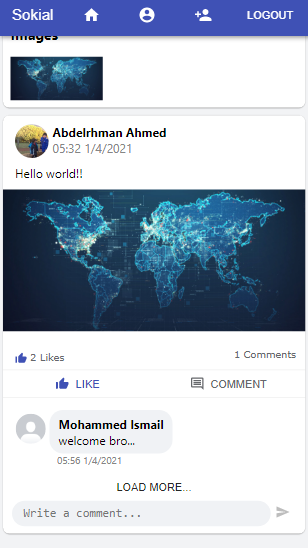 Sokial
LOGOUT
Images
Abdelrhman Ahmed
05:32 1/4/2021
Hello world!!
2 Likes
1 Comments
LIKE
COMMENT
Mohammed Ismail
welcome bro...
05:56 1/4/2021
LOAD MORE...
Write a comment...